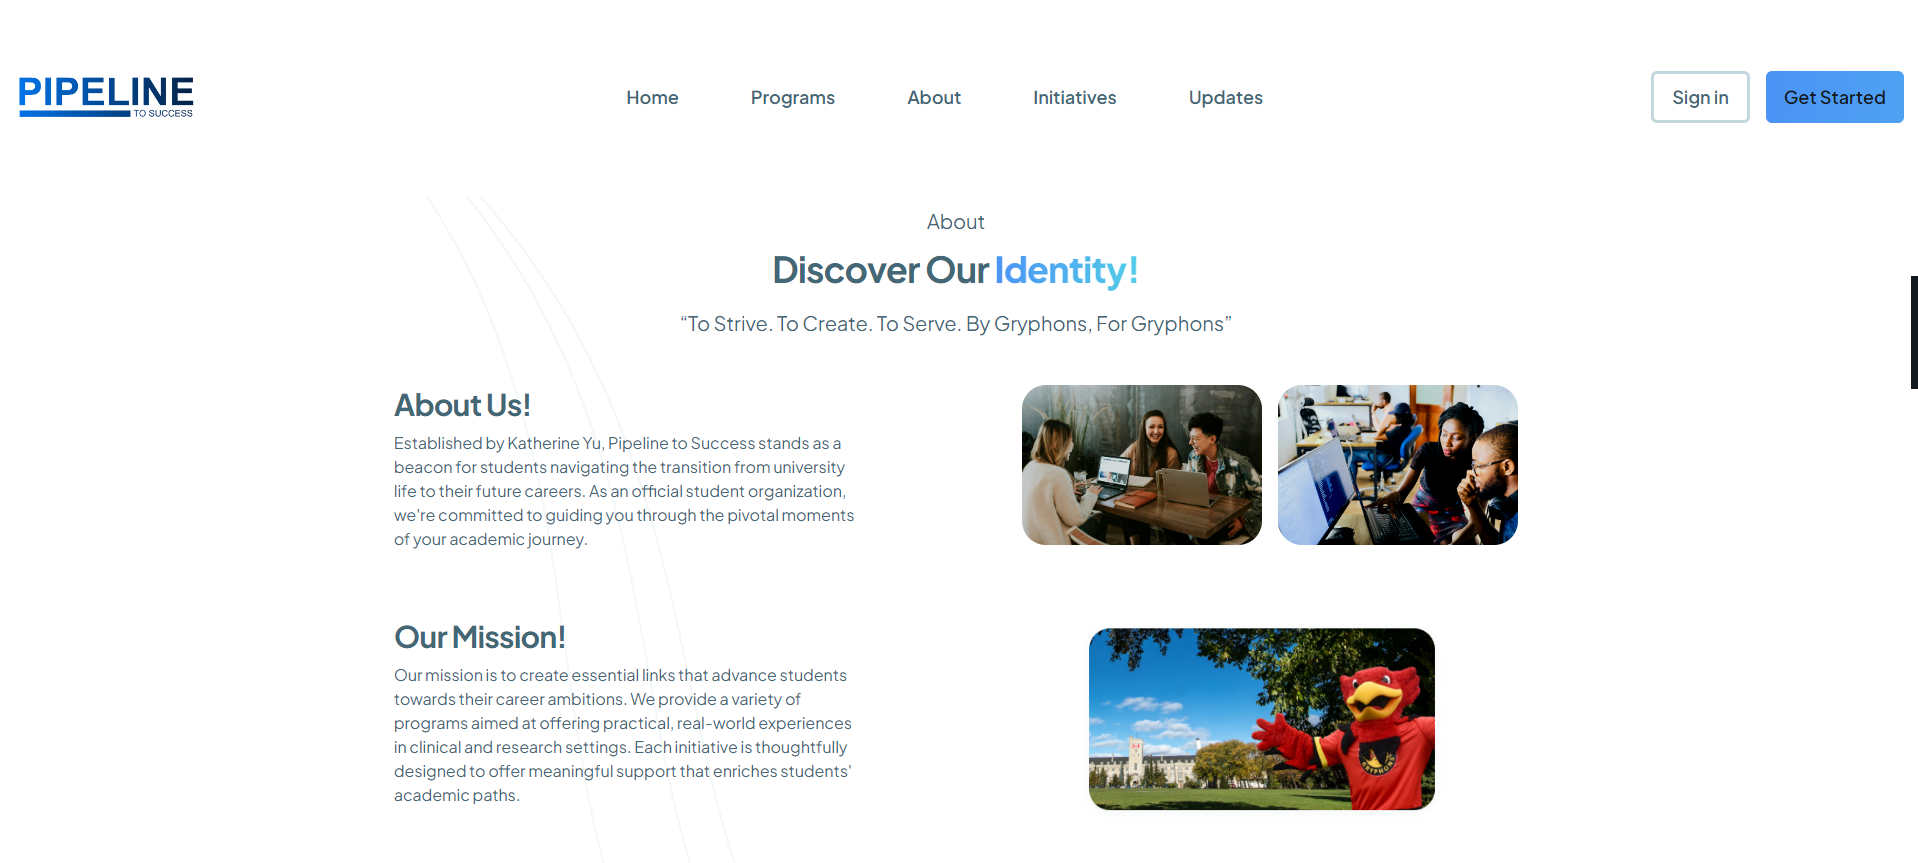 PIPELINE
TO SUCCESS
Home
Programs
About
Initiatives
Updates
Sign in
Get Started
About
Discover Our Identity!
“To Strive. To Create. To Serve. By Gryphons, For Gryphons”
About Us!
Established by Katherine Yu, Pipeline to Success stands as a
beacon for students navigating the transition from university
life to their future careers. As an official student organization,
we're committed to guiding you through the pivotal moments
of your academic journey.
Our Mission!
Our mission is to create essential links that advance students
towards their career ambitions. We provide a variety of
programs aimed at offering practical, real-world experiences
in clinical and research settings. Each initiative is thoughtfully
designed to offer meaningful support that enriches students'
academic paths.
GRYPHONS